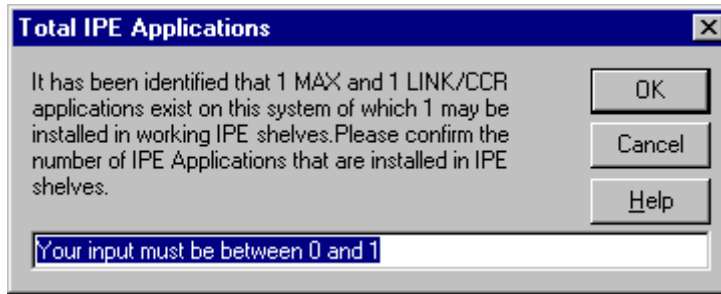 Total IPE Applications
It has been identified that 1 MAX and 1 LINK/CCR
applications exist on this system of which 1 may be
installed in working IPE shelves.Please confirm the
number of IPE Applications that are installed in IPE
shelves.
OK
Cancel
Help
Your input must be between 0 and 1